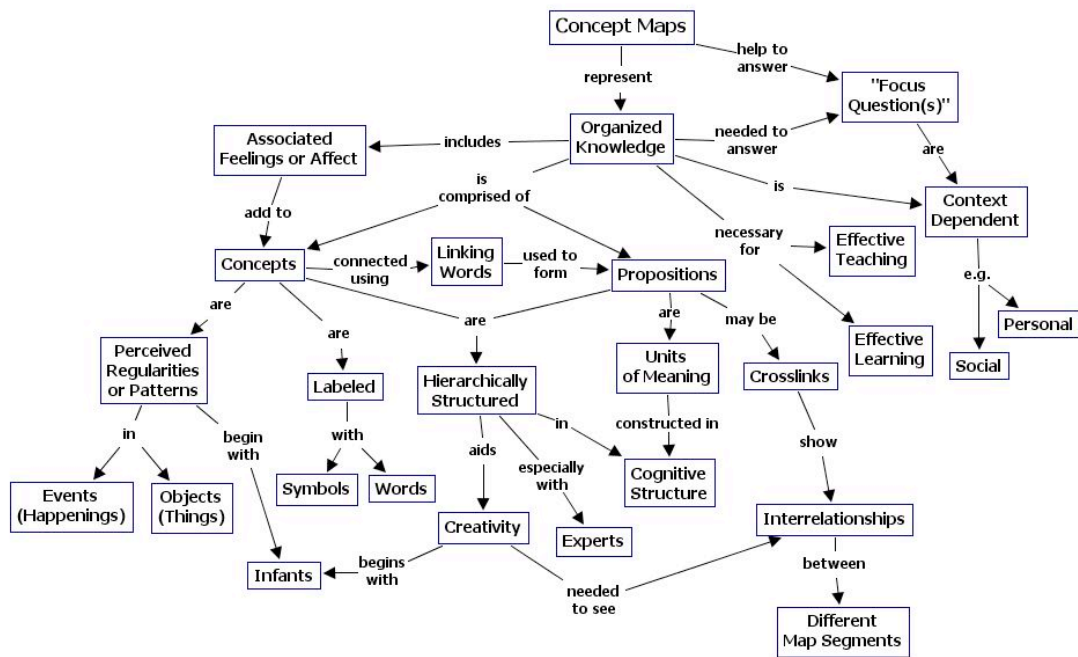 Concept Maps
help to
answer
represent
"Focus
Question(s)"
Organized
Knowledge
needed to
answer
Associated
Feelings or Affect
includes
are
is
comprised of
is
Context
Dependent
add to
necessary
for
Effective
Teaching
Concepts
connected
using
Linking
Words
used to
form
Propositions
e.g.
Personal
Social
are
are
are
are
may be
Effective
Learning
Perceived
Regularities
or Patterns
Labeled
Hierarchically
Structured
Units
of Meaning
Crosslinks
in
begin
with
with
aids
in
especially
with
constructed in
show
Events
(Happenings)
Objects
(Things)
Symbols
Words
Cognitive
Structure
Creativity
Experts
Interrelationships
Infants
begins
with
needed
to see
between
Different
Map Segments